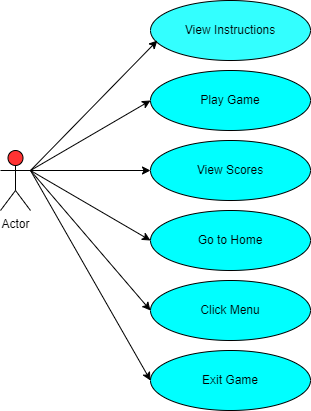 View Instructions
Play Game
View Scores
Actor
Go to Home
Click Menu
Exit Game